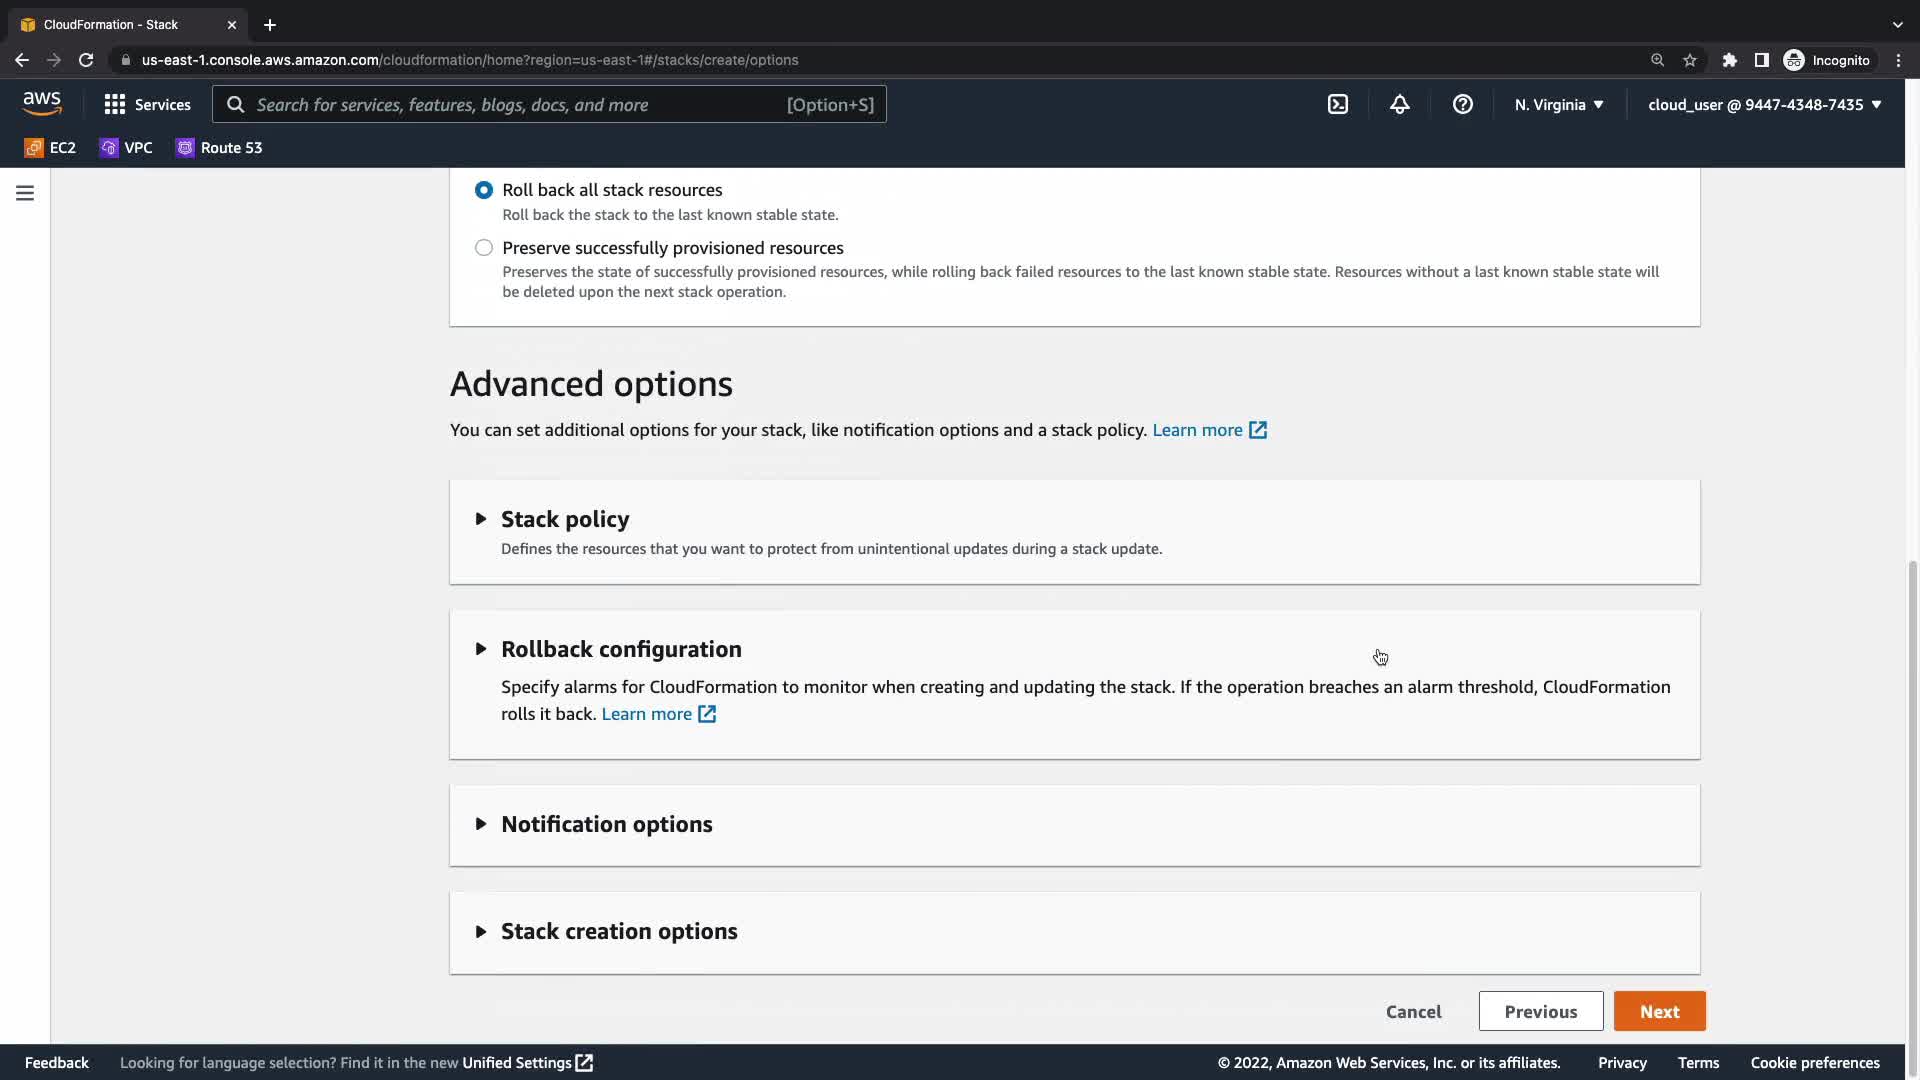 CloudFormation - Stack
us-east-1.console.aws.amazon.com/cloudformation/home?region=us-east-1#/stacks/create/options
Incognito
aws
Services
Search for services, features, blogs, docs, and more
[Option+S]
N. Virginia
cloud_user @ 9447-4348-7435
EC2
VPC
Route 53
Roll back all stack resources
Roll back the stack to the last known stable state.
Preserve successfully provisioned resources
Preserves the state of successfully provisioned resources, while rolling back failed resources to the last known stable state. Resources without a last known stable state will
be deleted upon the next stack operation.
Advanced options
You can set additional options for your stack, like notification options and a stack policy. Learn more
Stack policy
Defines the resources that you want to protect from unintentional updates during a stack update.
Rollback configuration
Specify alarms for CloudFormation to monitor when creating and updating the stack. If the operation breaches an alarm threshold, CloudFormation
rolls it back. Learn more
Notification options
Stack creation options
Cancel
Previous
Next
Feedback
Looking for language selection? Find it in the new Unified Settings
© 2022, Amazon Web Services, Inc. or its affiliates.
Privacy
Terms
Cookie preferences